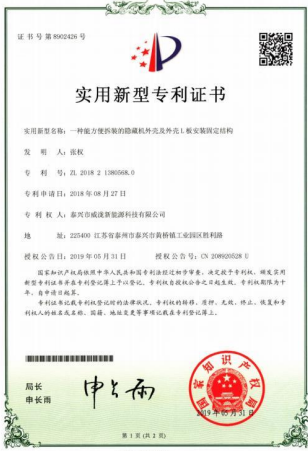 证书号第8902426号
实用新型专利证书
实用新型名称：一种能方便拆装的隐藏机外壳及外壳L板安装固定结构
发明人：张权
专利号：ZL 2018 2 1380568.0
专利申请日：2018年08月27日
专利权人：泰兴市威泷新能源科技有限公司
地址：225400 江苏省泰州市泰兴市黄桥镇工业园区胜利路
授权公告日：2019年05月31日 授权公告号：CN 208920528 U
国家知识产权局依照中华人民共和国专利法经过初步审查，决定授予专利权，颁发实用
新型专利证书并在专利登记簿上予以登记。专利权自授权公告之日起生效。专利权期限为十
年，自申请日起算。
专利证书记载专利权登记时的法律状况。专利权的转移、质押、无效、终止、恢复和专利
权人的姓名或名称、国籍、地址变更等事项记载在专利登记簿上。
局长
申长雨
申长雨
国家知识产权局
2019年05月31日
第1页(共2页)